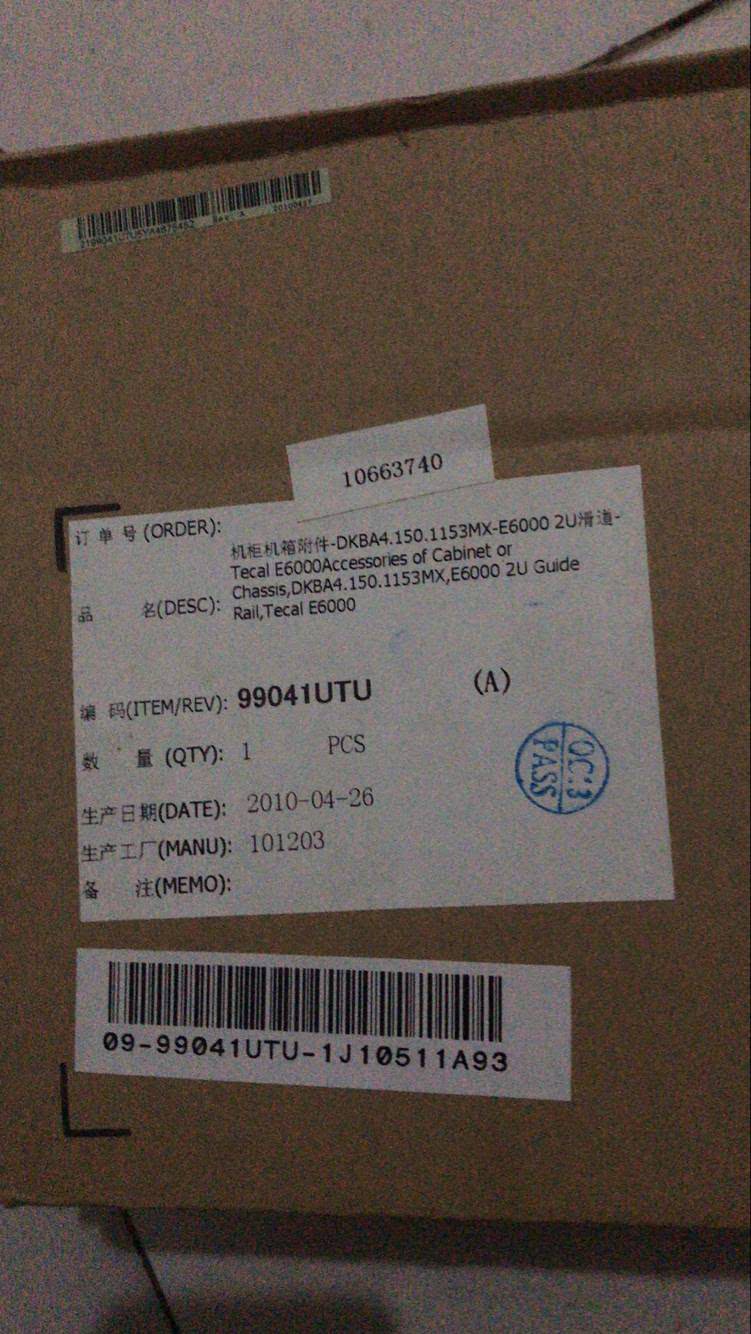 Rev. A
10663740
订 单 号(ORDER):
机柜机箱附件-DKBA4.150.1153MX-E6000 2U滑道-
Tecal E6000Accessories of Cabinet or
Chassis,DKBA4.150.1153MX,E6000 2U Guide
Rail,Tecal E6000
品 名(DESC):
编 码(ITEM/REV): 99041UTU (A)
数 量 (QTY): 1 PCS
生产日期(DATE): 2010-04-26
生产工厂(MANU): 101203
备 注(MEMO):
QC:3
PASS
09-99041UTU-1J10511A93